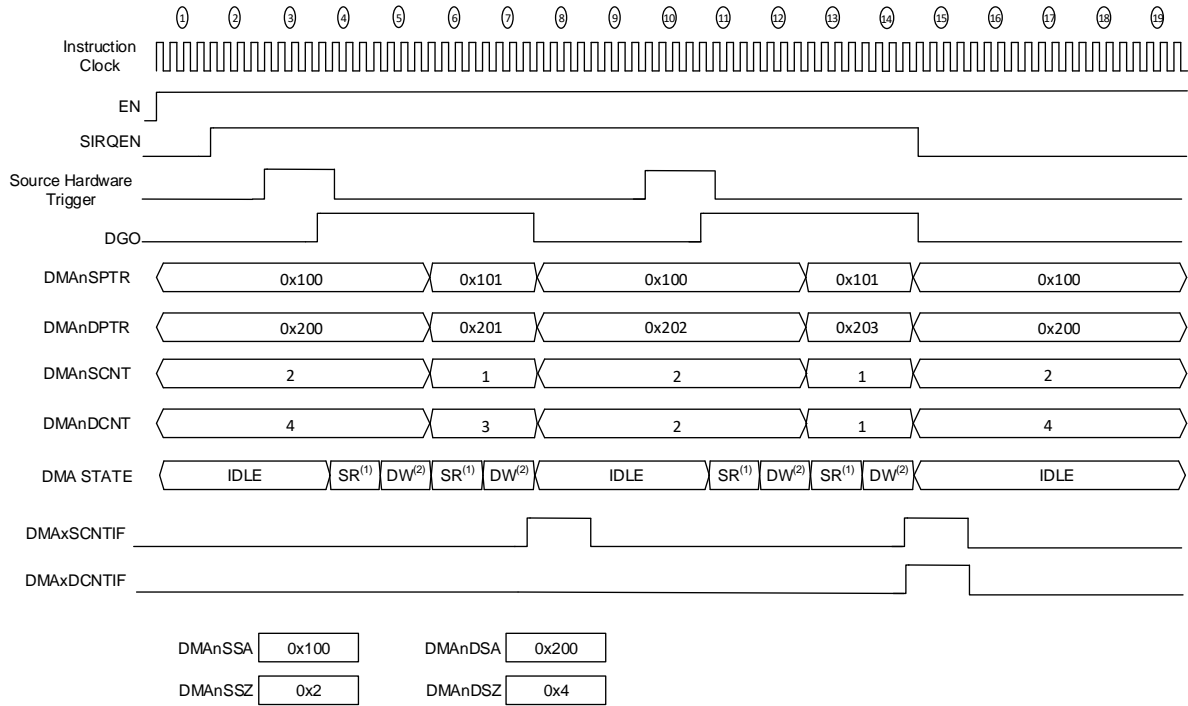 1 2 3 4 5 6 7 8 9 10 11 12 13 14 15 16 17 18 19
Instruction
Clock
EN
SIRQEN
Source Hardware
Trigger
DGO
DMAnSPTR 0x100 0x101 0x100 0x101 0x100
DMAnDPTR 0x200 0x201 0x202 0x203 0x200
DMAnSCNT 2 1 2 1 2
DMAnDCNT 4 3 2 1 4
DMA STATE IDLE SR(1) DW(2) SR(1) DW(2) IDLE SR(1) DW(2) SR(1) DW(2) IDLE
DMAxSCNTIF
DMAxDCNTIF
DMAnSSA 0x100 DMAnDSA 0x200
DMAnSSZ 0x2 DMAnDSZ 0x4